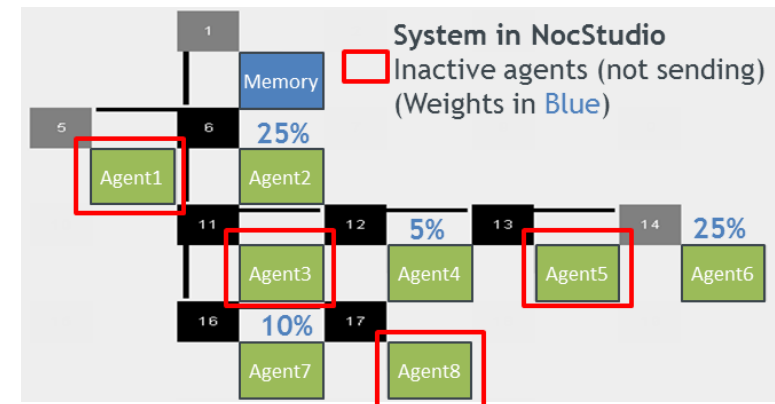 1
System in NocStudio
Memory
Inactive agents (not sending)
(Weights in Blue)
5
6
25%
Agent1
Agent2
11
12
5%
13
14
25%
Agent3
Agent4
Agent5
Agent6
16
10%
17
Agent7
Agent8